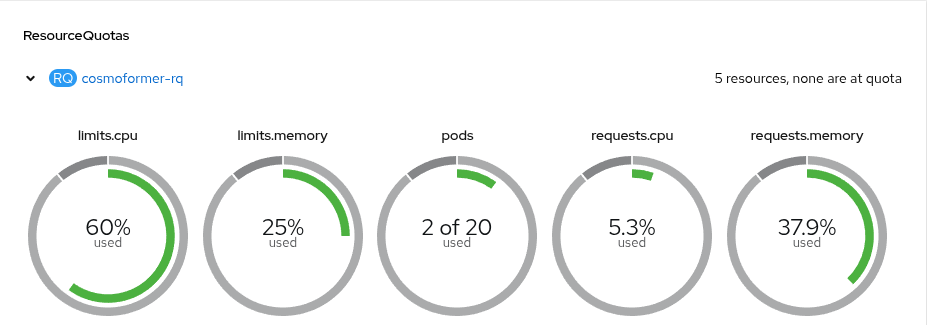 ResourceQuotas
RQ cosmoformer-rq
5 resources, none are at quota
limits.cpu
limits.memory
pods
requests.cpu
requests.memory
60%
used
25%
used
2 of 20
used
5.3%
used
37.9%
used